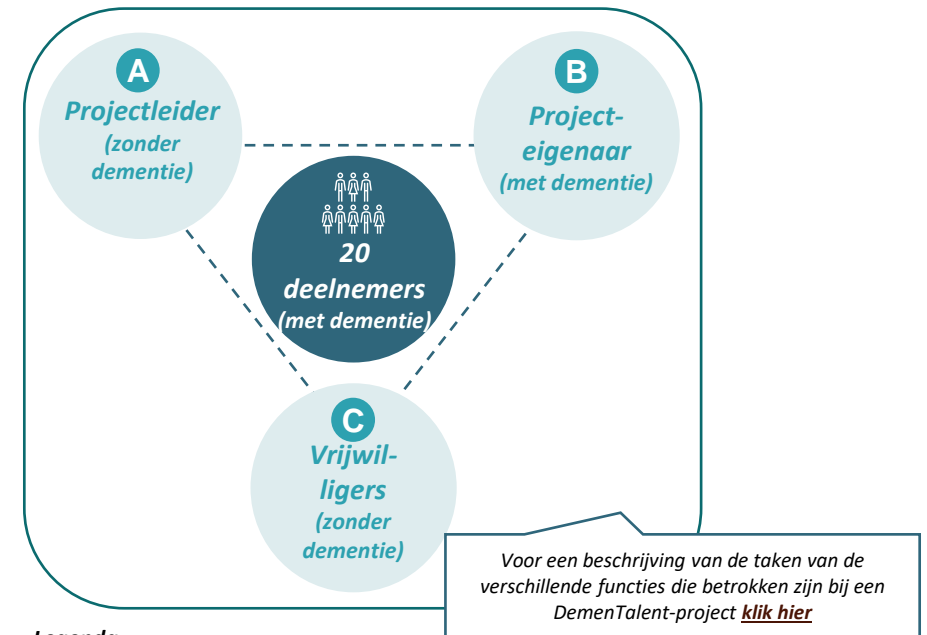 A
Projectleider
(zonder
dementie)
B
Project-
eigenaar
(met dementie)
20
deelnemers
(met dementie)
C
Vrijwil-
ligers
(zonder
dementie)
Voor een beschrijving van de taken van de
verschillende functies die betrokken zijn bij een
DemenTalent-project klik hier
Legenda